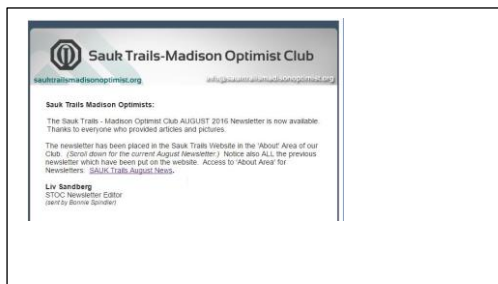 Sauk Trails-Madison Optimist Club
sauktrailsmadisonoptimist.org info@sauktrailsmadisonoptimist.org
Sauk Trails Madison Optimists:
The Sauk Trails - Madison Optimist Club AUGUST 2016 Newsletter is now available.
Thanks to everyone who provided articles and pictures.
The newsletter has been placed in the Sauk Trails Website in the 'About' Area of our
Club. (Scroll down for the current August Newsletter.) Notice also ALL the previous
newsletter which have been put on the website. Access to 'About Area' for
Newsletters: SAUK Trails August News.
Liv Sandberg
STOC Newsletter Editor
(sent by Bonnie Spindler)